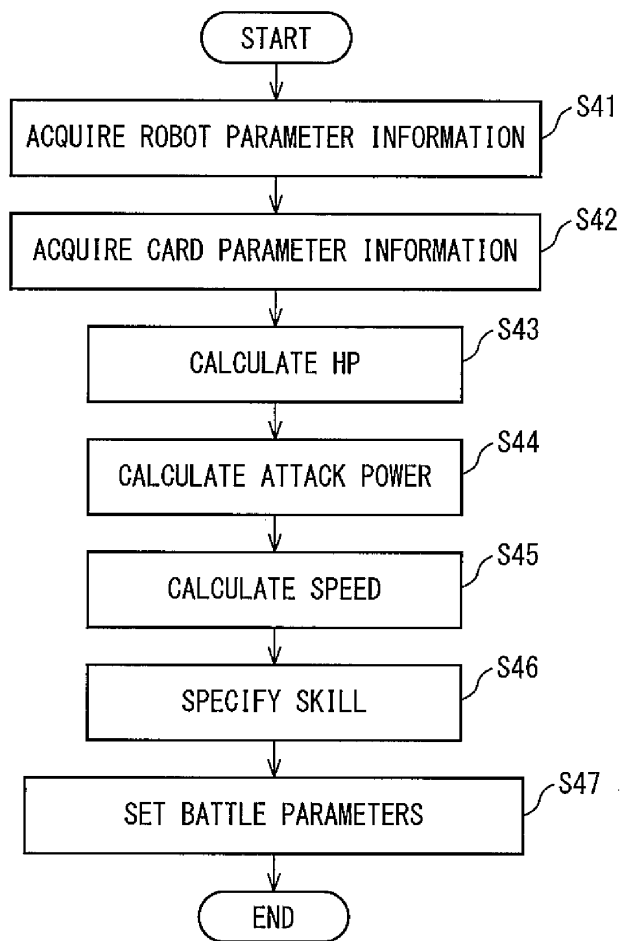 START
S41
ACQUIRE ROBOT PARAMETER INFORMATION
S42
ACQUIRE CARD PARAMETER INFORMATION
S43
CALCULATE HP
S44
CALCULATE ATTACK POWER
S45
CALCULATE SPEED
S46
SPECIFY SKILL
S47
SET BATTLE PARAMETERS
END